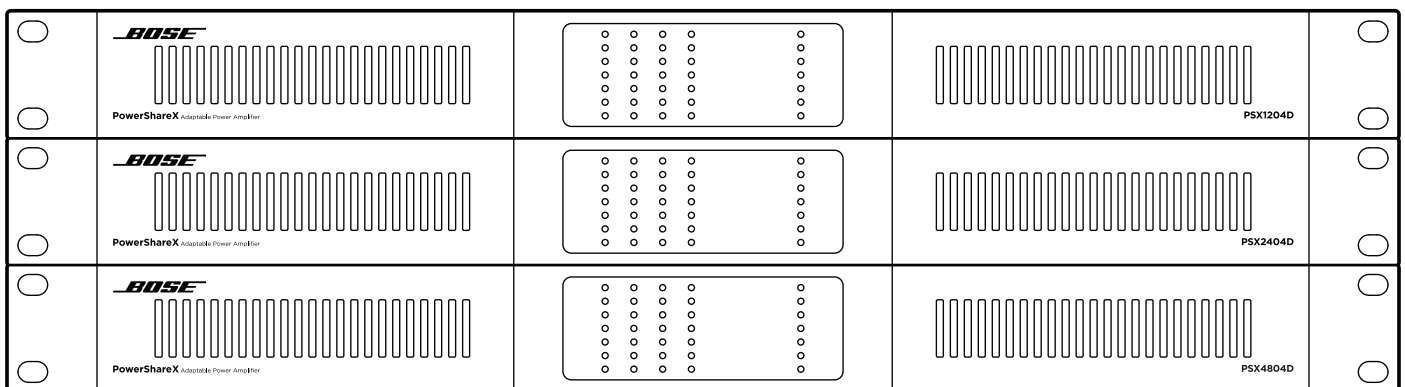 BOSE
PowerShareX Adaptable Power Amplifier
PSX1204D
BOSE
PowerShareX Adaptable Power Amplifier
PSX2404D
BOSE
PowerShareX Adaptable Power Amplifier
PSX4804D